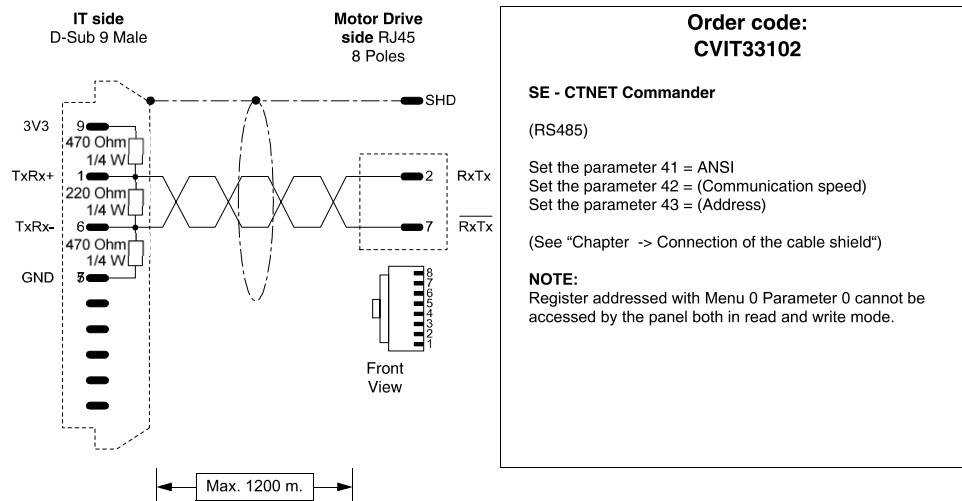 IT side
D-Sub 9 Male
Motor Drive
side RJ45
8 Poles
SHD
3V3 9
470 Ohm
1/4 W
TxRx+ 1
2 RxTx
220 Ohm
1/4 W
TxRx- 6
7 RxTx
470 Ohm
1/4 W
GND 5
8
7
6
5
4
3
2
1
Front
View
Max. 1200 m.
Order code:
CVIT33102
SE - CTNET Commander
(RS485)
Set the parameter 41 = ANSI
Set the parameter 42 = (Communication speed)
Set the parameter 43 = (Address)
(See “Chapter -> Connection of the cable shield“)
NOTE:
Register addressed with Menu 0 Parameter 0 cannot be
accessed by the panel both in read and write mode.